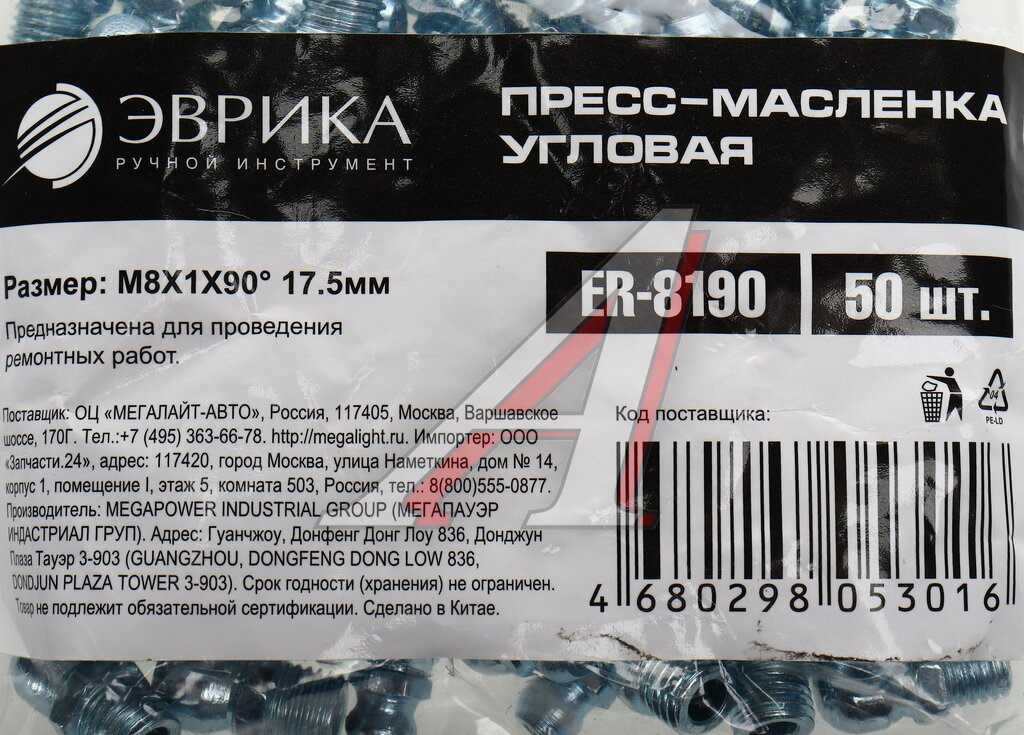 ЭВРИКА
РУЧНОЙ ИНСТРУМЕНТ
ПРЕСС-МАСЛЕНКА
УГЛОВАЯ
Размер: М8Х1Х90° 17.5мм
Предназначена для проведения
ремонтных работ.
ER-8190
50 шт.
Поставщик: ОЦ «МЕГАЛАЙТ-АВТО», Россия, 117405, Москва, Варшавское
шоссе, 170Г. Тел.:+7 (495) 363-66-78. http://megalight.ru. Импортер: ООО
«Запчасти.24», адрес: 117420, город Москва, улица Наметкина, дом № 14,
корпус 1, помещение I, этаж 5, комната 503, Россия, тел.: 8(800)555-0877.
Производитель: MEGAPOWER INDUSTRIAL GROUP (МЕГАПАУЭР
ИНДАСТРИАЛ ГРУП). Адрес: Гуанчжоу, Донфенг Донг Лоу 836, Донджун
Плаза Тауэр 3-903 (GUANGZHOU, DONGFENG DONG LOW 836,
DONDJUN PLAZA TOWER 3-903). Срок годности (хранения) не ограничен.
Товар не подлежит обязательной сертификации. Сделано в Китае.
Код поставщика:
04
PE-LD
4 680298 053016